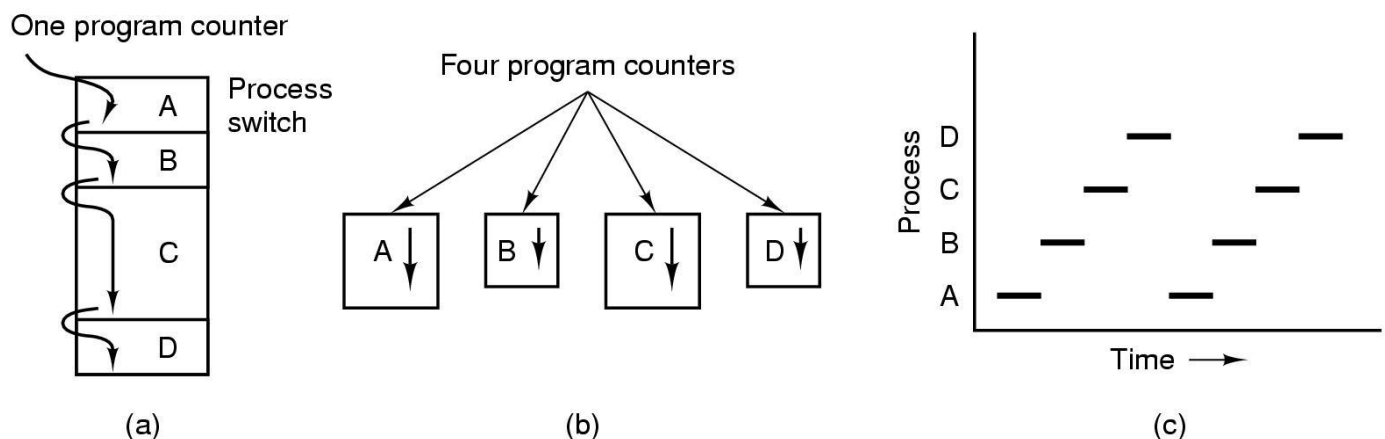 One program counter
Process
switch
A
B
C
D
(a)
Four program counters
A
B
C
D
(b)
Process
D
C
B
A
Time
(c)